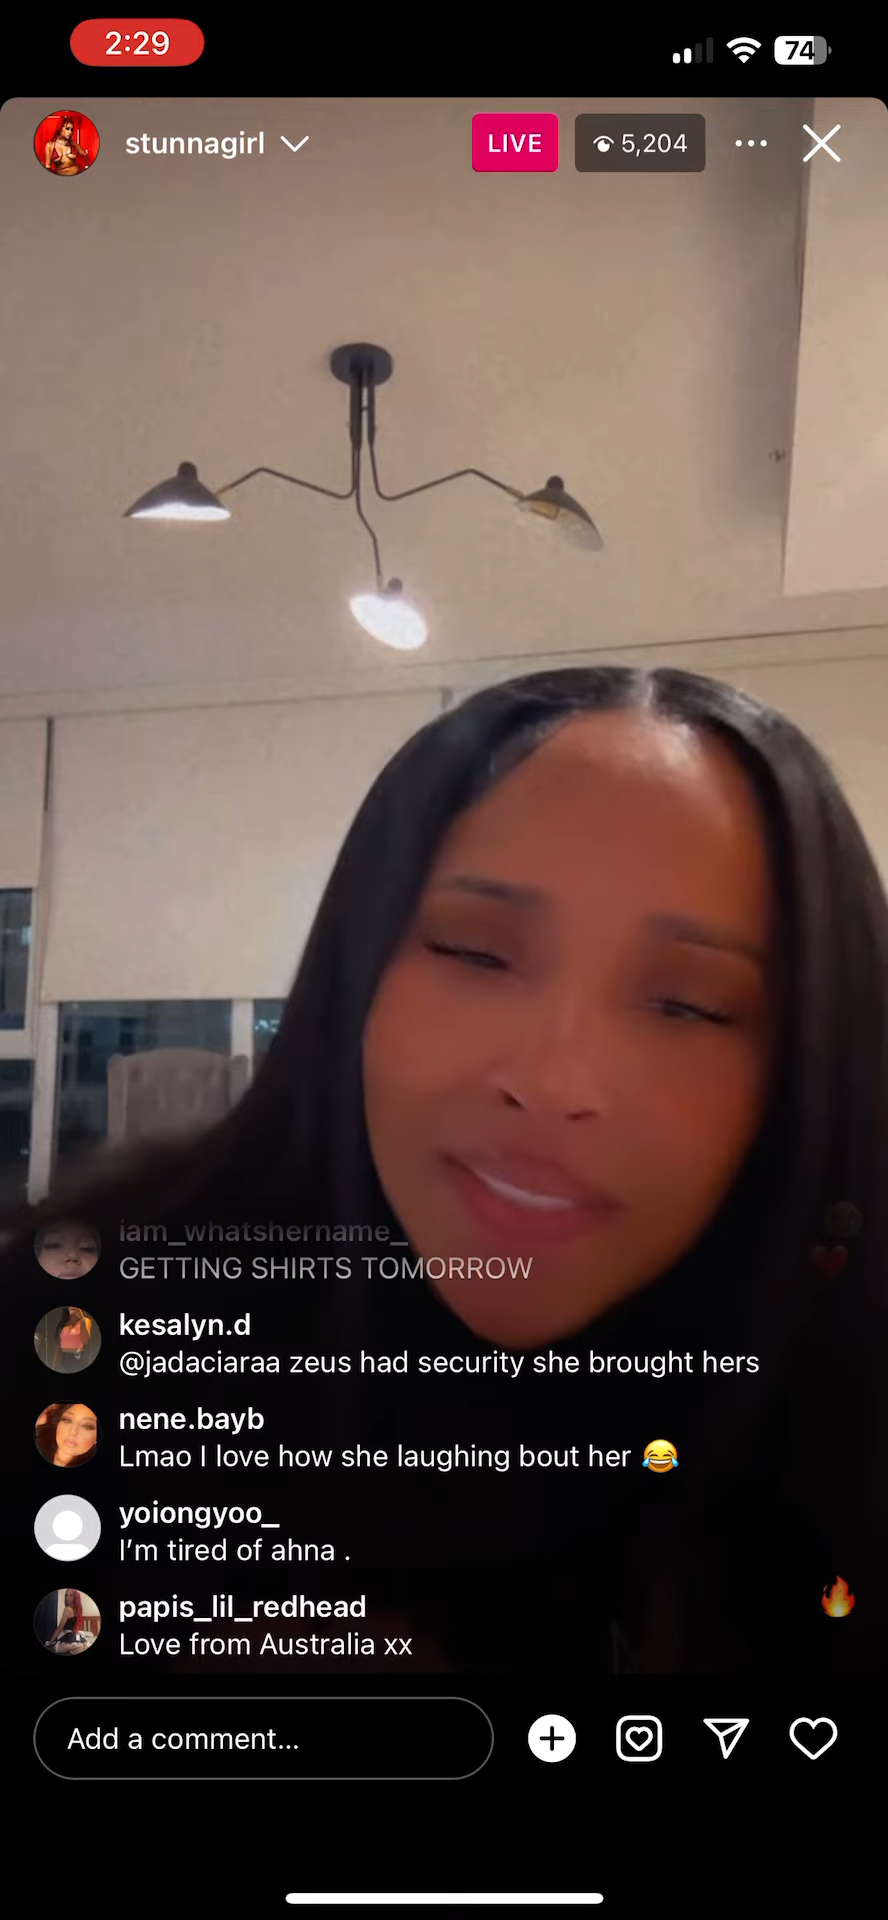 2:29
74
stunnagirl
LIVE
5,204
iam_whatshername_
GETTING SHIRTS TOMORROW
kesalyn.d
@jadaciaraa zeus had security she brought hers
nene.bayb
Lmao I love how she laughing bout her 😂
yoiongyoo_
I’m tired of ahna .
papis_lil_redhead
Love from Australia xx
Add a comment...